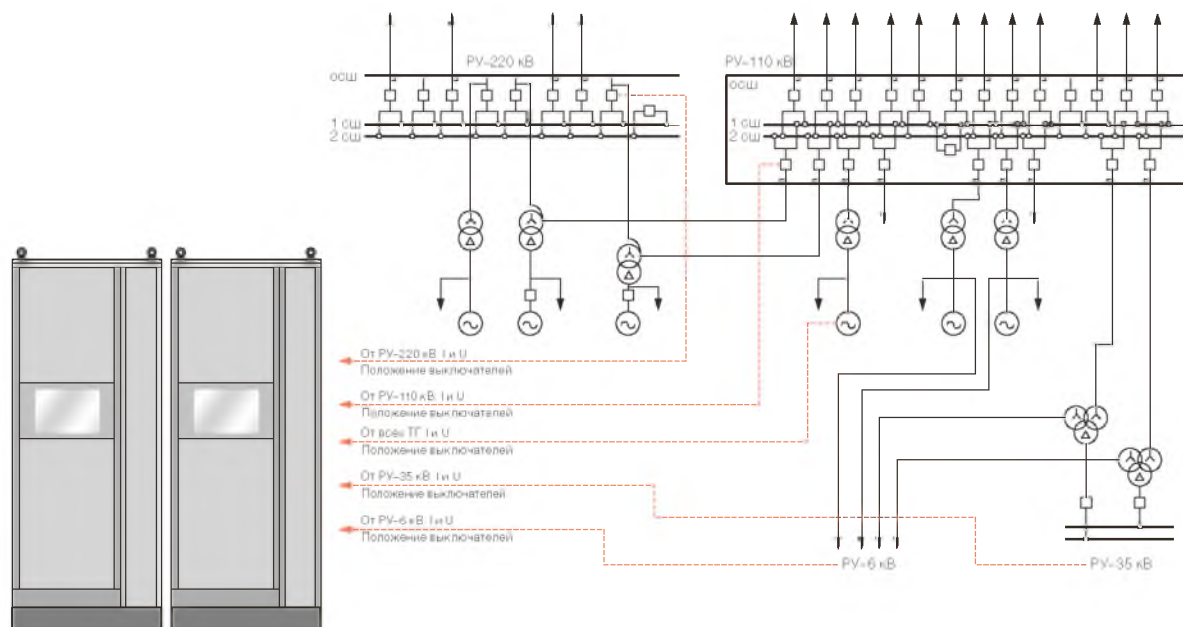 РУ-220 кВ
осш
1 сш
2 сш
РУ-110 кВ
осш
1 сш
2 сш
От РУ-220 кВ I и U
Положение выключателей
От РУ-110 кВ I и U
Положение выключателей
От всех ТГ I и U
Положение выключателей
От РУ-35 кВ I и U
Положение выключателей
От РУ-6 кВ I и U
Положение выключателей
РУ-6 кВ
РУ-35 кВ